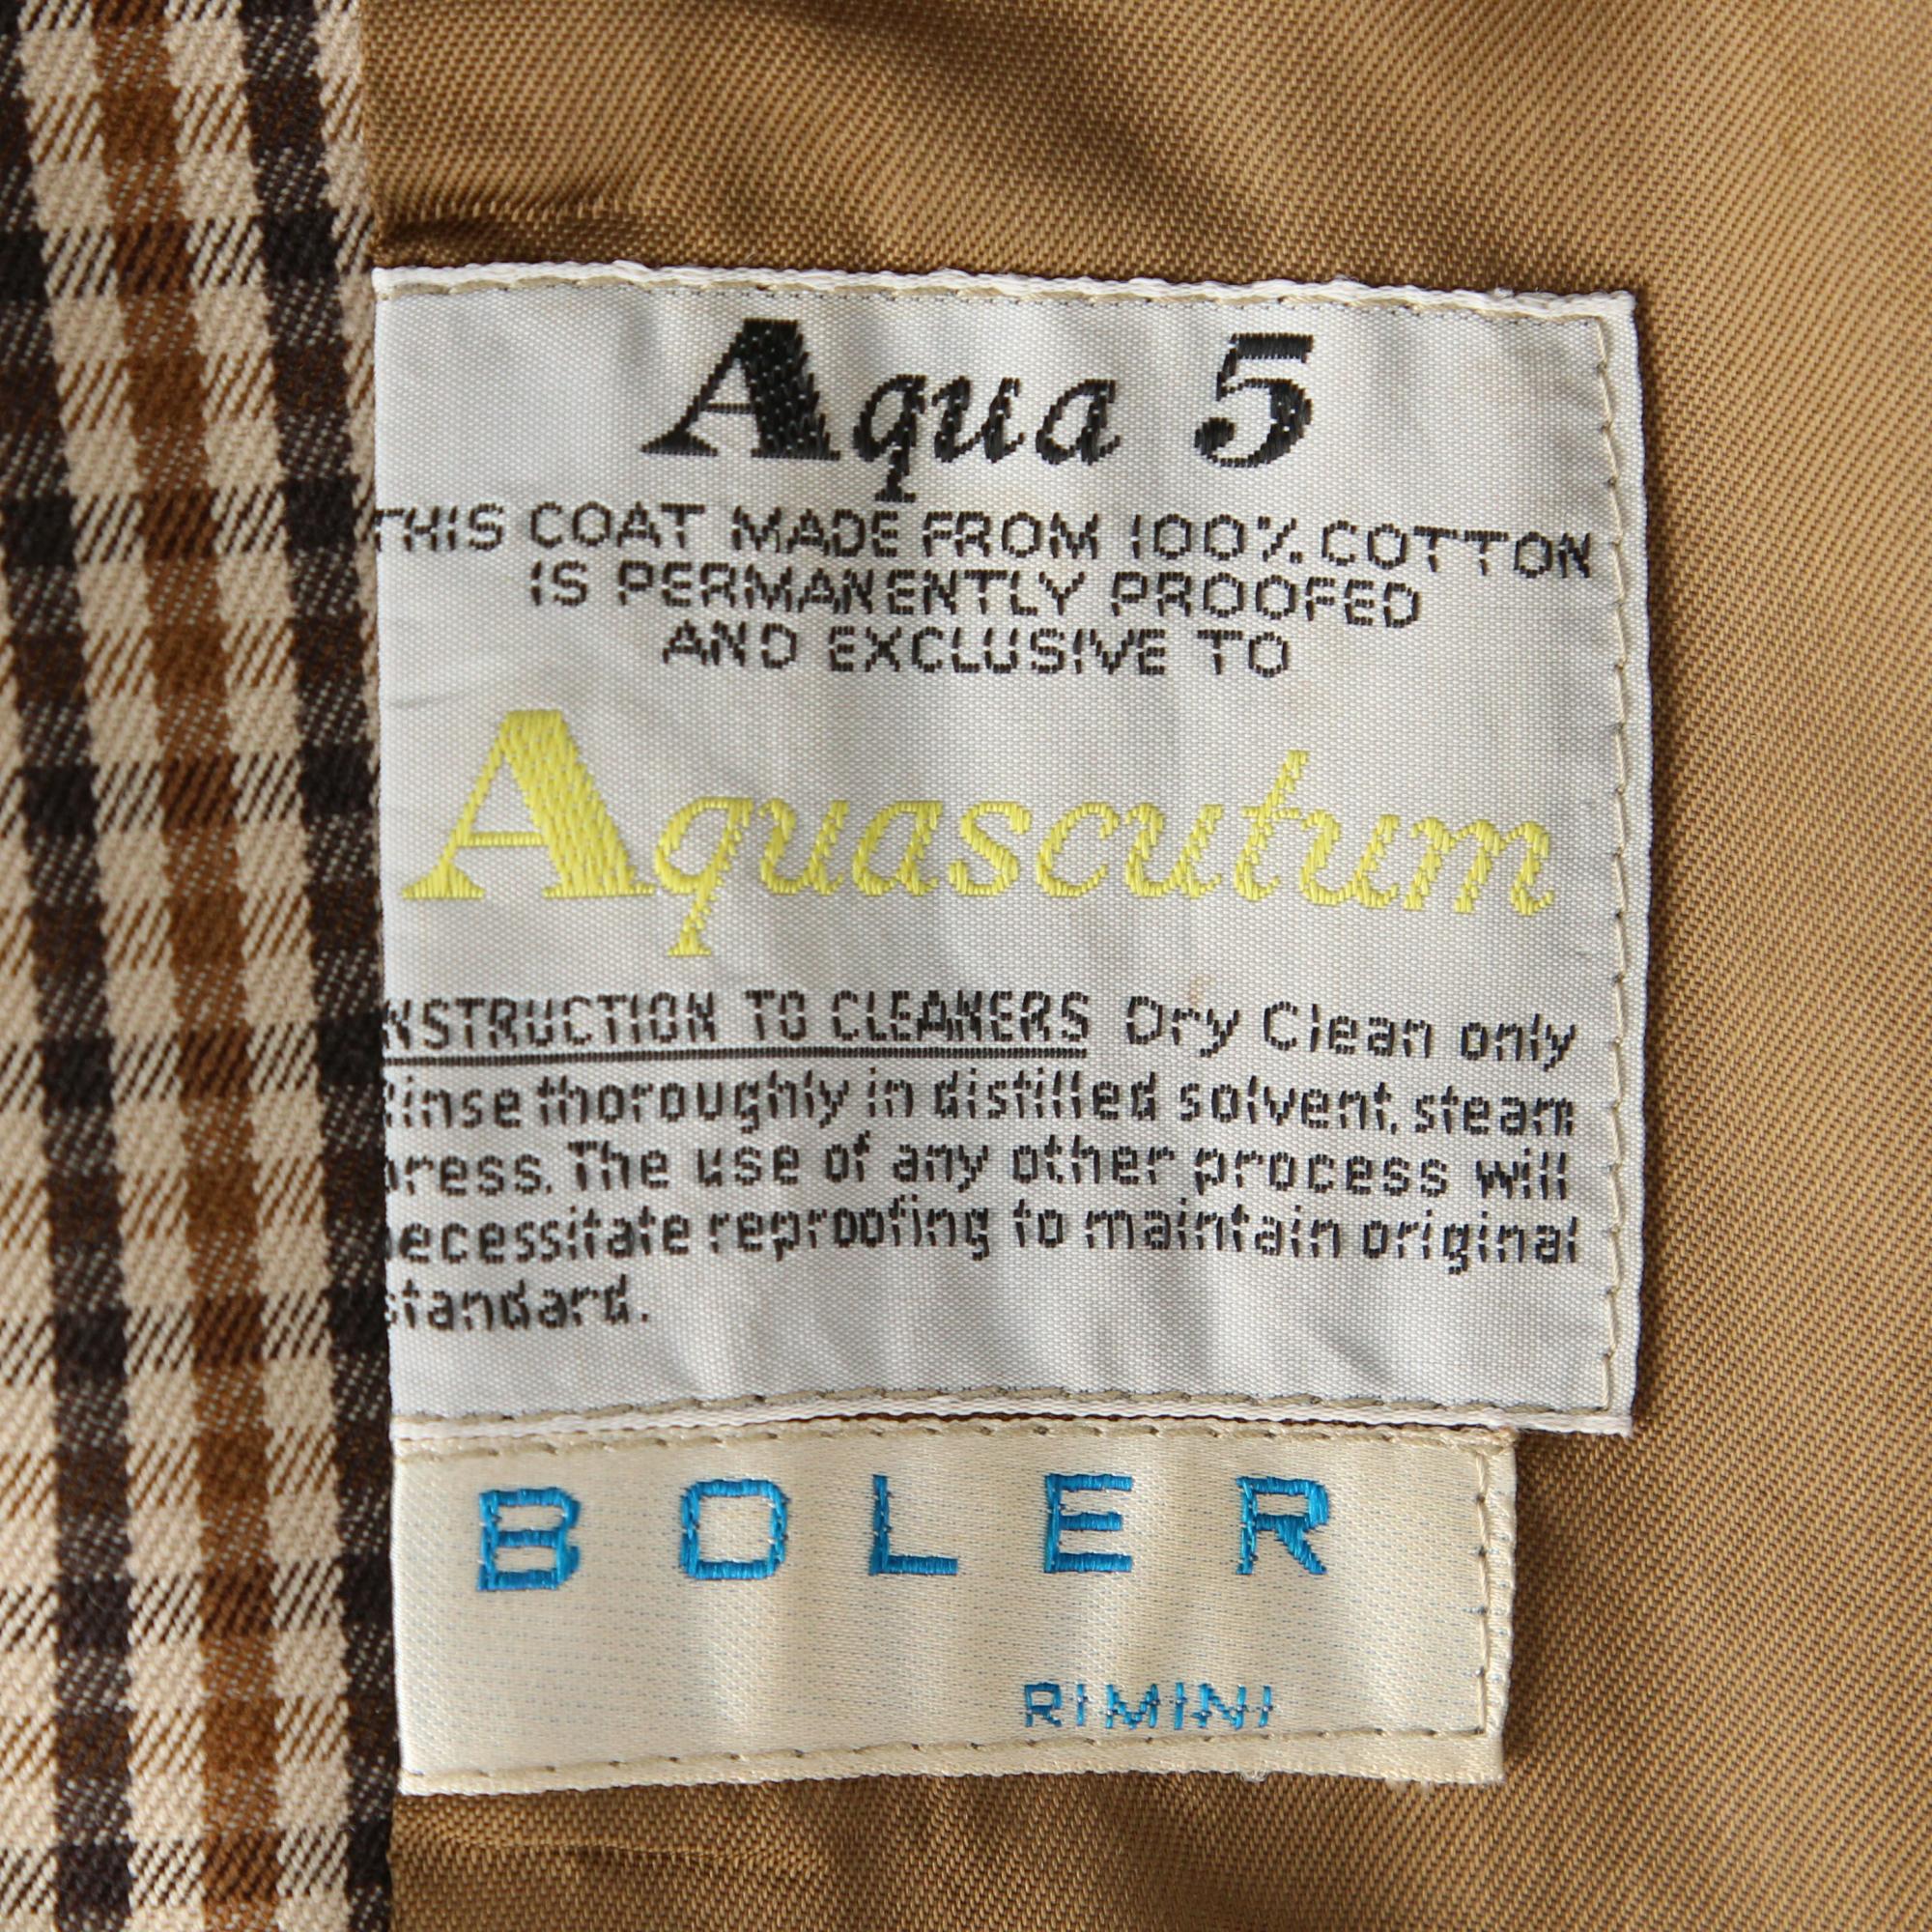 Aqua 5
THIS COAT MADE FROM 100% COTTON
IS PERMANENTLY PROOFED
AND EXCLUSIVE TO
Aquascutum
NSTRUCTION TO CLEANERS Dry Clean only
rinse thoroughly in distilled solvent, steam
press. The use of any other process will
necessitate reproofing to maintain original
standard.
BOLER
RIMINI